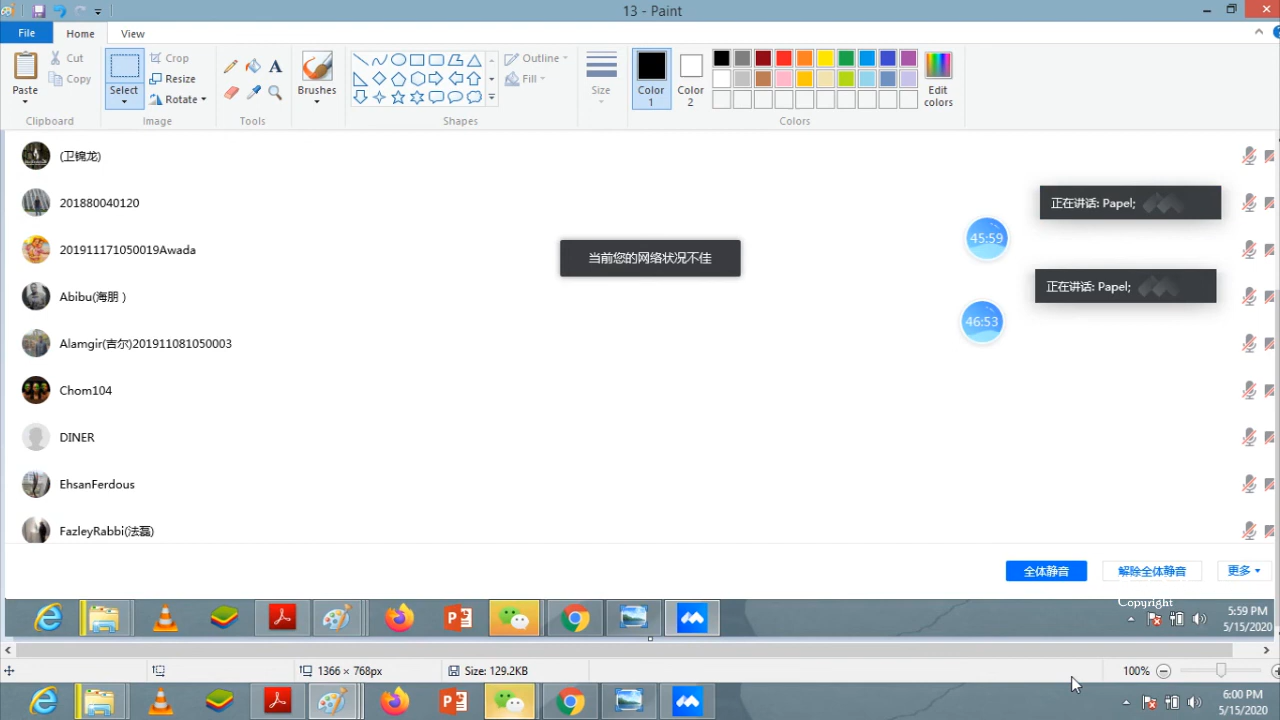 13 - Paint
File
Home
View
Paste
Cut
Copy
Clipboard
Select
Crop
Resize
Rotate
Image
Tools
Brushes
Outline
Fill
Shapes
Size
Color 1
Color 2
Edit colors
Colors
(卫锦龙)
201880040120
201911171050019Awada
Abibu(海朋 )
Alamgir(吉尔)201911081050003
Chom104
DINER
EhsanFerdous
FazleyRabbi(法磊)
正在讲话: Papel;
45:59
当前您的网络状况不佳
正在讲话: Papel;
46:53
全体静音
解除全体静音
更多
Copyright
5:59 PM
5/15/2020
1366 × 768px
Size: 129.2KB
100%
6:00 PM
5/15/2020